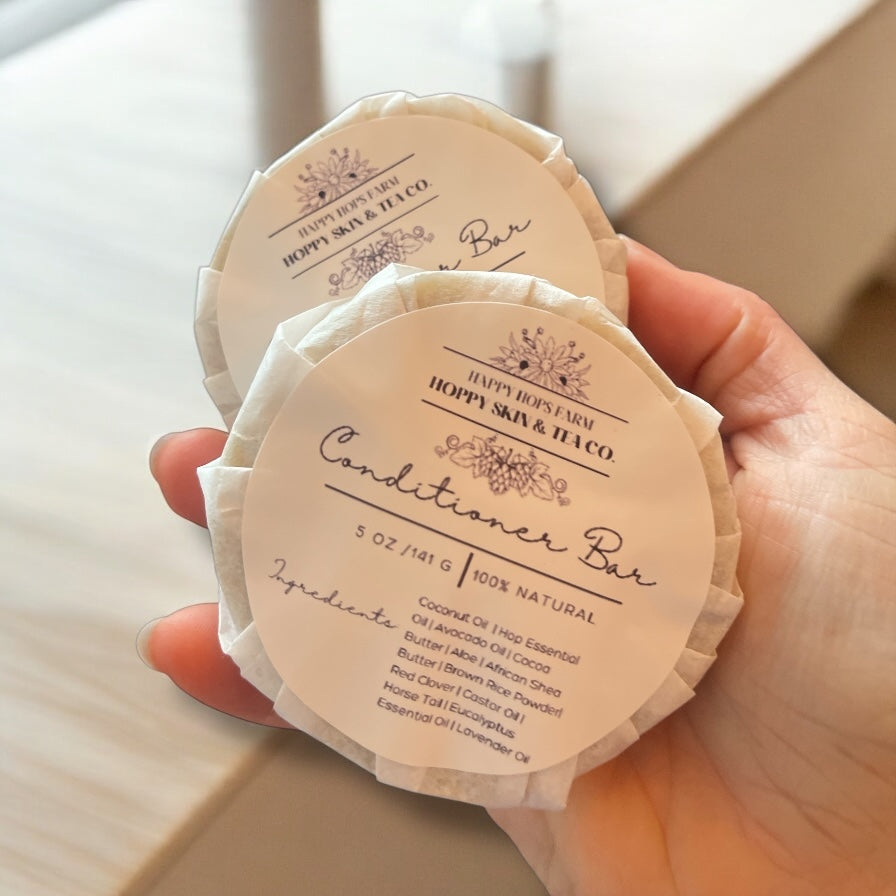 HAPPY HOPS FARM
HOPPY SKIN & TEA CO.
Bar
HAPPY HOPS FARM
HOPPY SKIN & TEA CO.
Conditioner Bar
5 OZ /141 G | 100% NATURAL
Ingredients
Coconut Oil | Hop Essential
Oil | Avocado Oil | Cocoa
Butter | Aloe | African Shea
Butter | Brown Rice Powder|
Red Clover | Castor Oil |
Horse Tail | Eucalyptus
Essential Oil | Lavender Oil